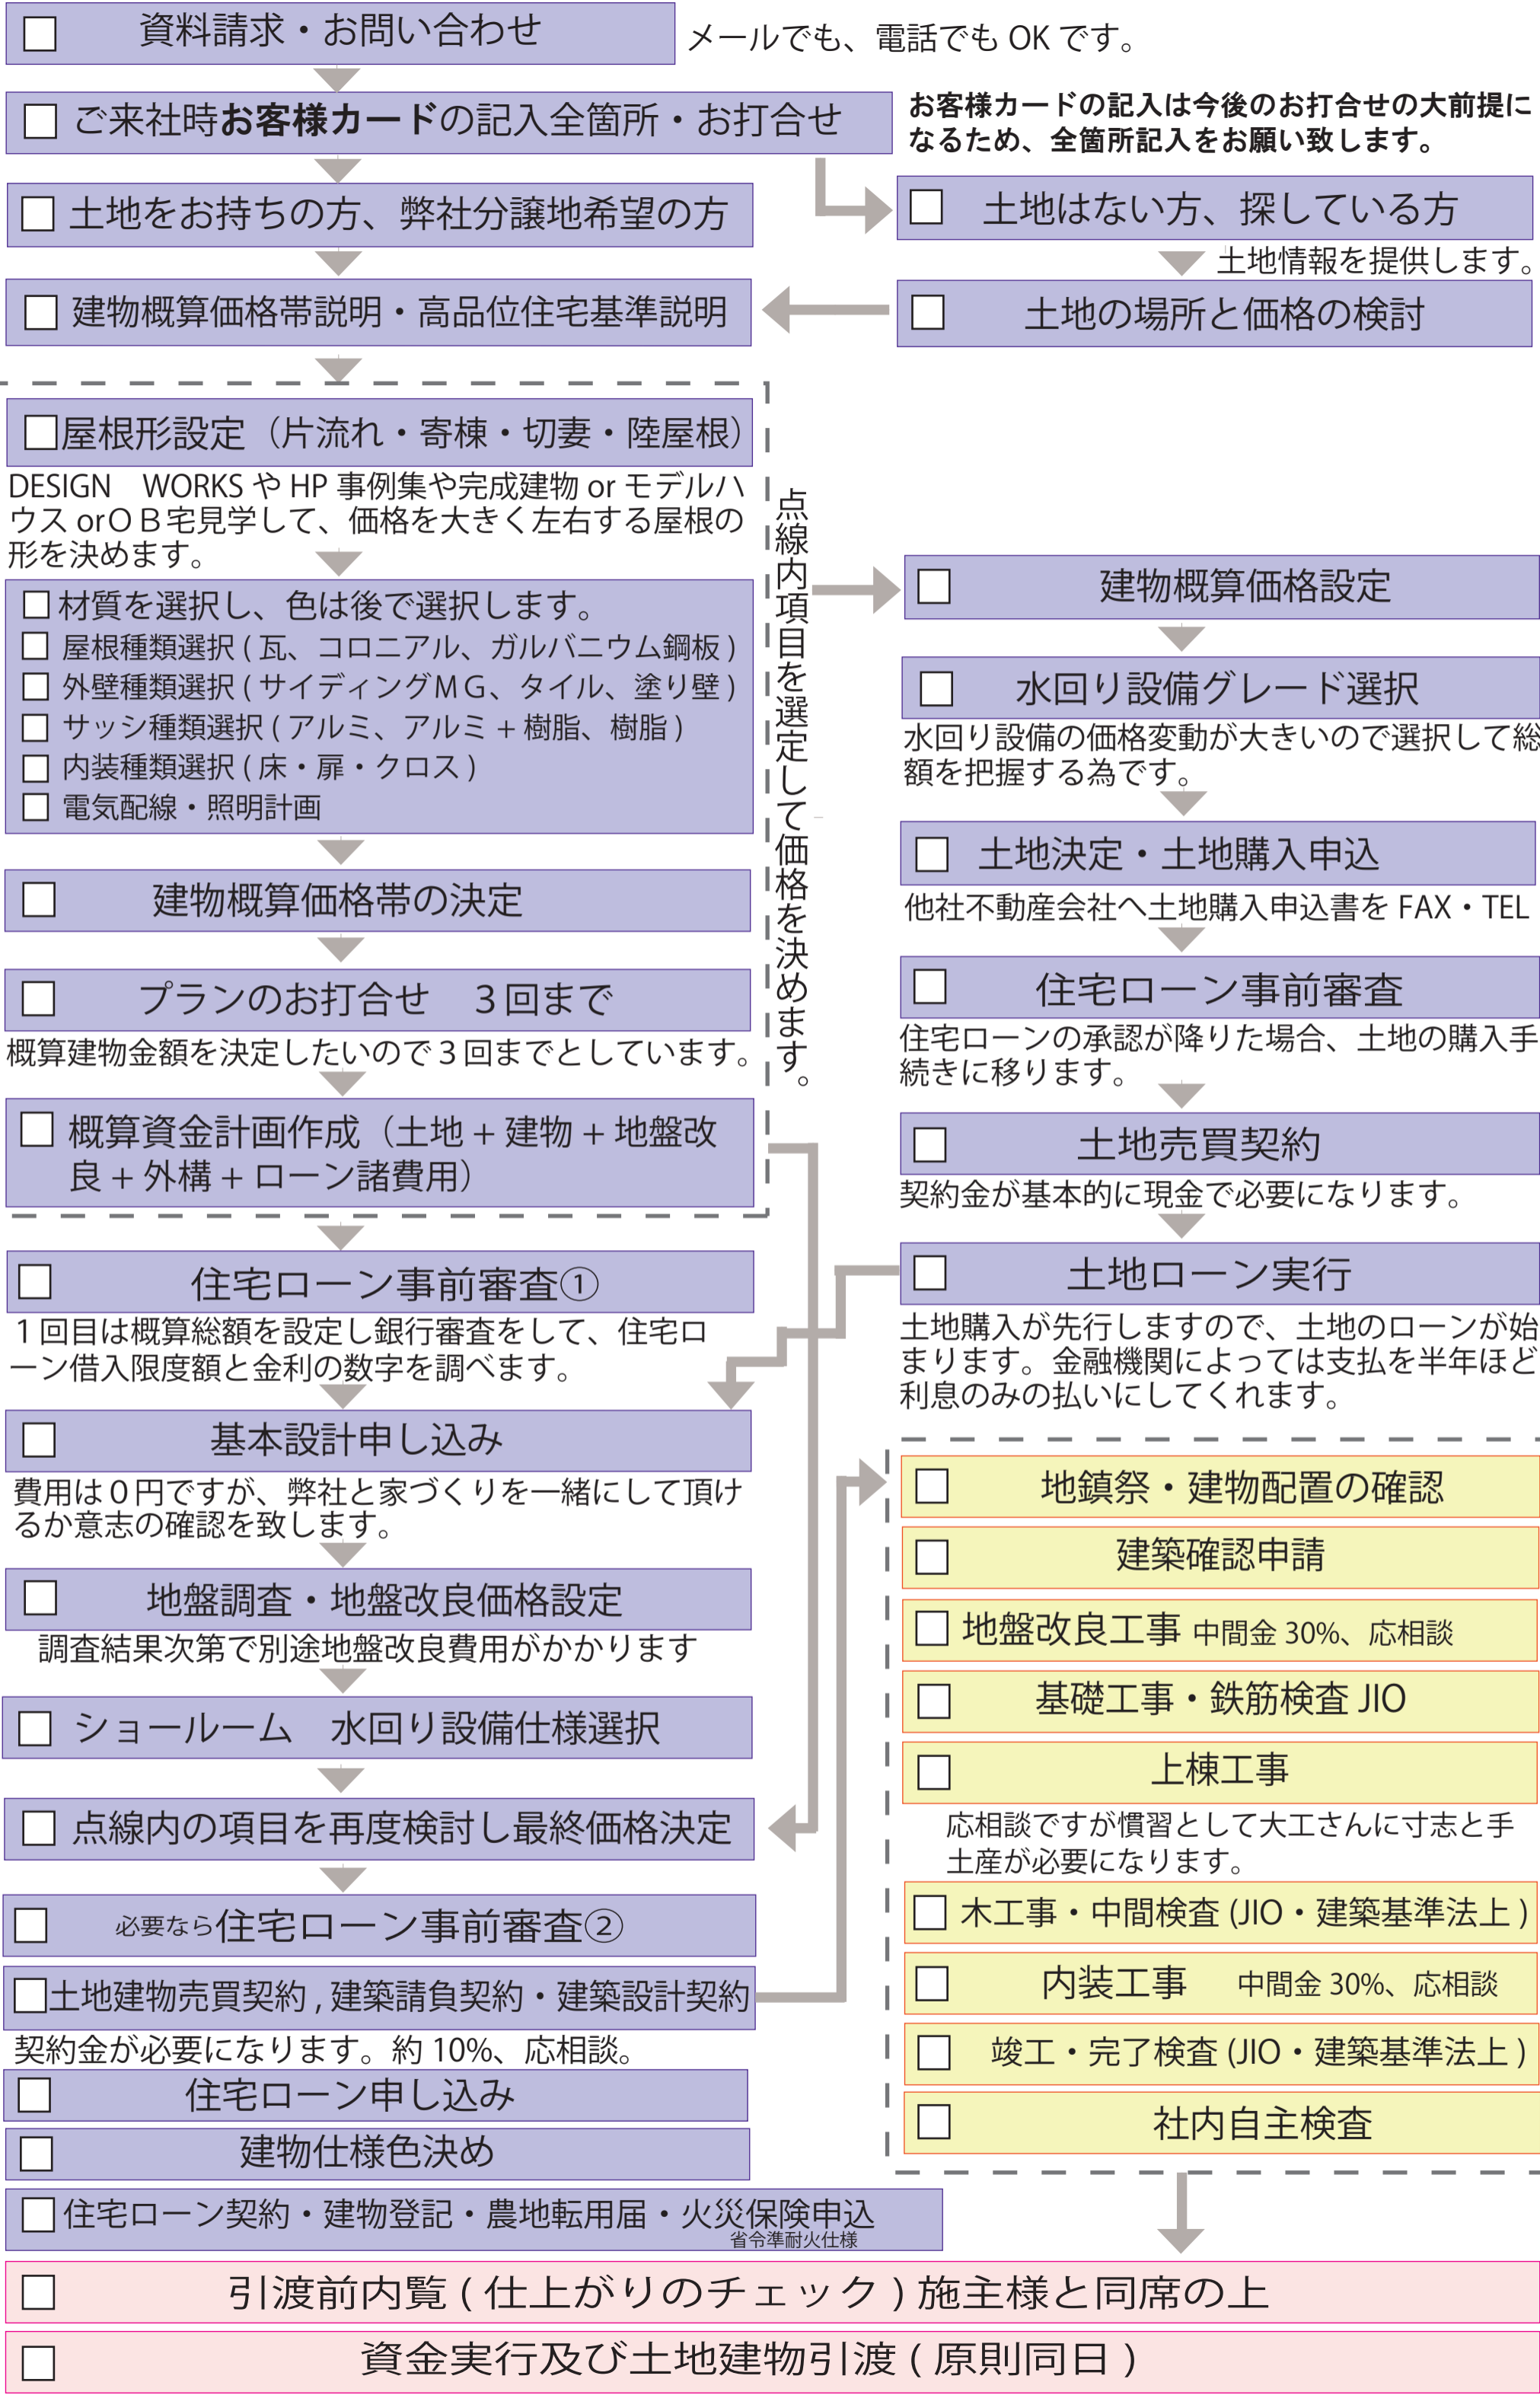 資料請求・お問い合わせ
メールでも、電話でも OK です。
ご来社時お客様カードの記入全箇所・お打合せ
お客様カードの記入は今後のお打合せの大前提に
なるため、全箇所記入をお願い致します。
土地をお持ちの方、弊社分譲地希望の方
土地はない方、探している方
土地情報を提供します。
建物概算価格帯説明・高品位住宅基準説明
土地の場所と価格の検討
屋根形設定（片流れ・寄棟・切妻・陸屋根）
DESIGN　WORKS や HP 事例集や完成建物 or モデルハ
ウス orＯＢ宅見学して、価格を大きく左右する屋根の
形を決めます。
材質を選択し、色は後で選択します。
屋根種類選択 ( 瓦、コロニアル、ガルバニウム鋼板 )
外壁種類選択 ( サイディングＭＧ、タイル、塗り壁 )
サッシ種類選択 ( アルミ、アルミ + 樹脂、樹脂 )
内装種類選択 ( 床・扉・クロス )
電気配線・照明計画
建物概算価格帯の決定
プランのお打合せ　３回まで
概算建物金額を決定したいので３回までとしています。
概算資金計画作成（土地 + 建物 + 地盤改
良 + 外構 + ローン諸費用）
点線内項目を選定して価格を決めます。
建物概算価格設定
水回り設備グレード選択
水回り設備の価格変動が大きいので選択して総
額を把握する為です。
土地決定・土地購入申込
他社不動産会社へ土地購入申込書を FAX・TEL
住宅ローン事前審査
住宅ローンの承認が降りた場合、土地の購入手
続きに移ります。
土地売買契約
契約金が基本的に現金で必要になります。
土地ローン実行
土地購入が先行しますので、土地のローンが始
まります。金融機関によっては支払を半年ほど
利息のみの払いにしてくれます。
住宅ローン事前審査①
１回目は概算総額を設定し銀行審査をして、住宅ロ
ーン借入限度額と金利の数字を調べます。
基本設計申し込み
費用は０円ですが、弊社と家づくりを一緒にして頂け
るか意志の確認を致します。
地盤調査・地盤改良価格設定
調査結果次第で別途地盤改良費用がかかります
ショールーム　水回り設備仕様選択
点線内の項目を再度検討し最終価格決定
必要なら住宅ローン事前審査②
土地建物売買契約 , 建築請負契約・建築設計契約
契約金が必要になります。約 10%、応相談。
住宅ローン申し込み
建物仕様色決め
住宅ローン契約・建物登記・農地転用届・火災保険申込
省令準耐火仕様
地鎮祭・建物配置の確認
建築確認申請
地盤改良工事 中間金 30%、応相談
基礎工事・鉄筋検査 JIO
上棟工事
応相談ですが慣習として大工さんに寸志と手
土産が必要になります。
木工事・中間検査 (JIO・建築基準法上 )
内装工事　中間金 30%、応相談
竣工・完了検査 (JIO・建築基準法上 )
社内自主検査
引渡前内覧 ( 仕上がりのチェック ) 施主様と同席の上
資金実行及び土地建物引渡 ( 原則同日 )